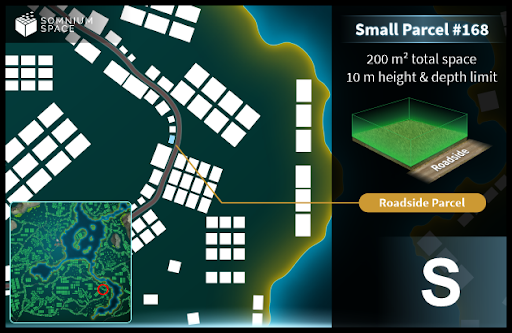 SOMNIUM
SPACE
Small Parcel #168
200 m² total space
10 m height & depth limit
Roadside
Roadside Parcel
S